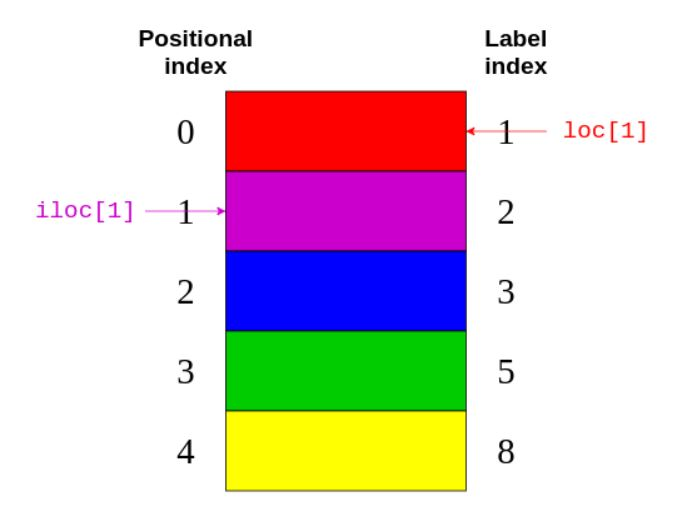 Positional
index
Label
index
0
1
loc[1]
iloc[1]
1
2
2
3
3
5
4
8